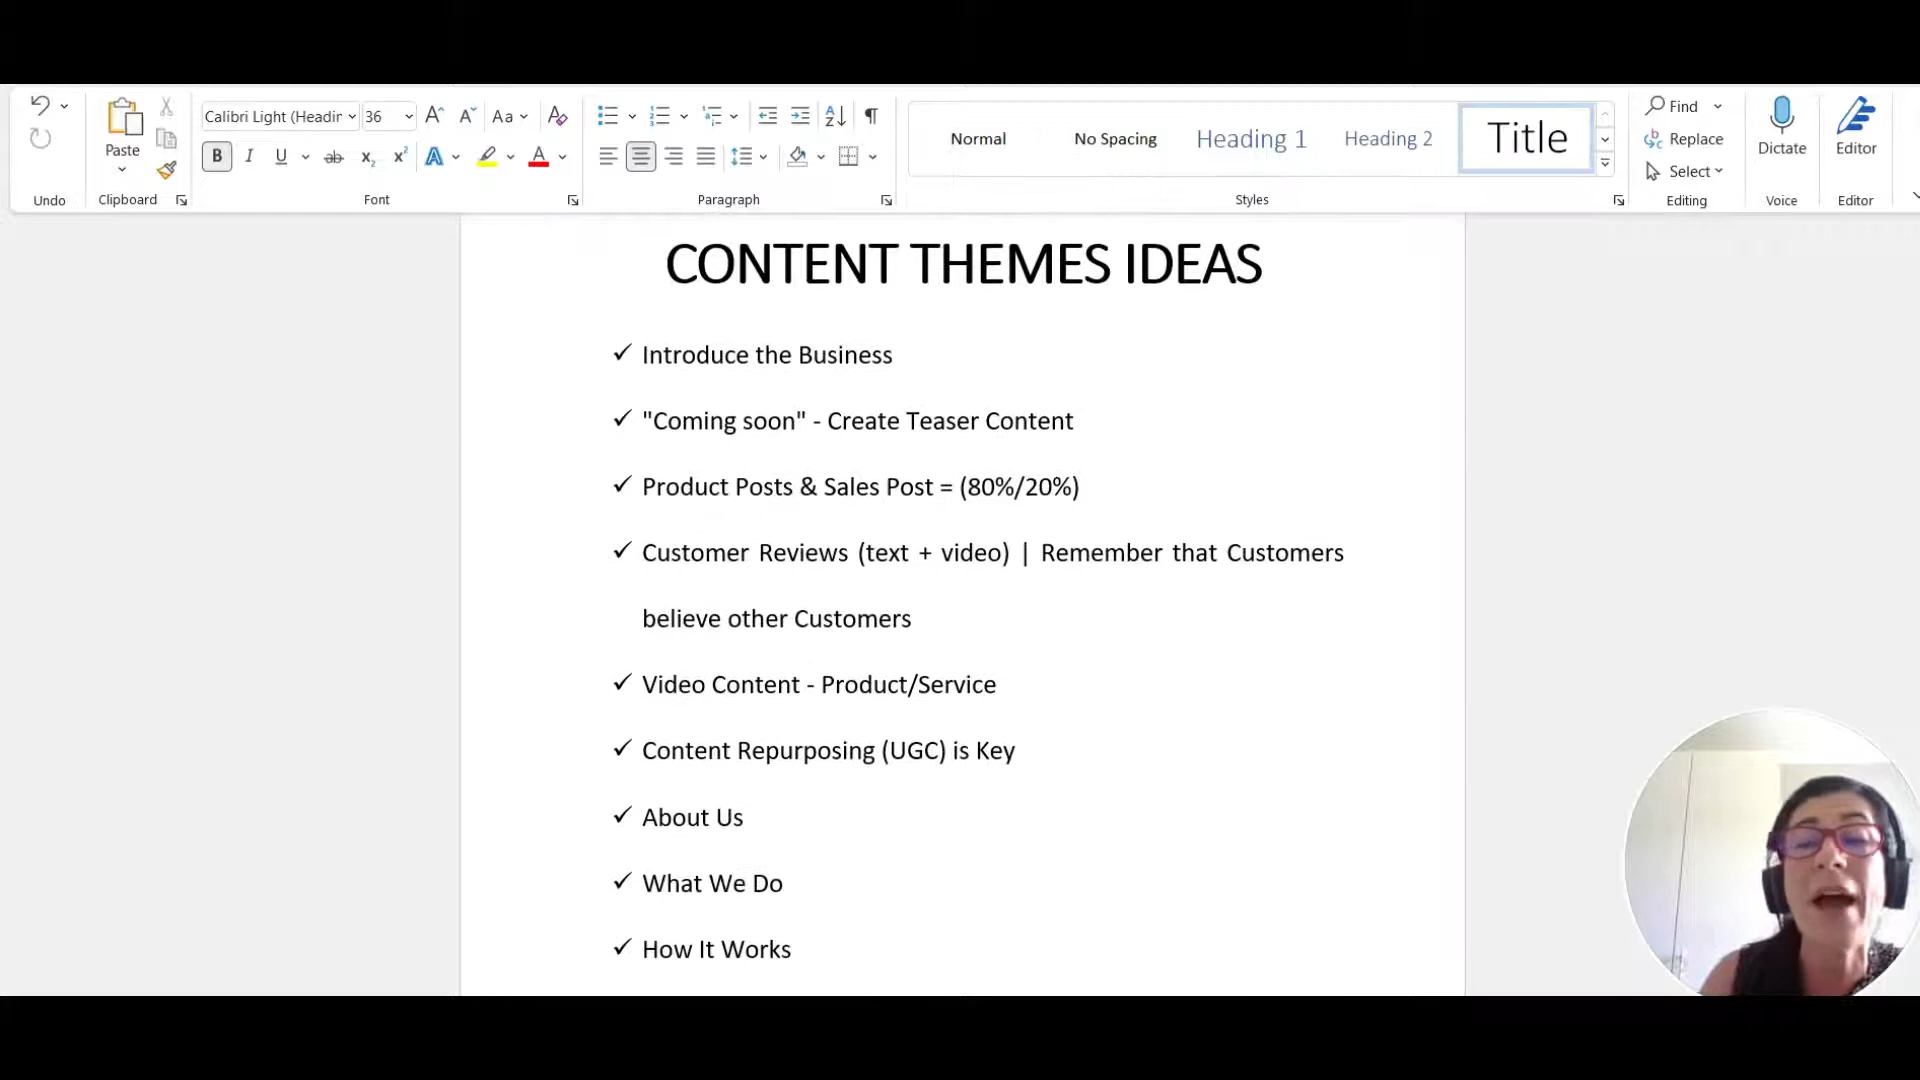 Calibri Light (Headin
36
Aa
Normal
No Spacing
Heading 1
Heading 2
Title
Find
Replace
Select
Paste
Dictate
Editor
Undo
Clipboard
Font
Paragraph
Styles
Editing
Voice
Editor
CONTENT THEMES IDEAS
✓ Introduce the Business
✓ "Coming soon" - Create Teaser Content
✓ Product Posts & Sales Post = (80%/20%)
✓ Customer Reviews (text + video) | Remember that Customers
believe other Customers
✓ Video Content - Product/Service
✓ Content Repurposing (UGC) is Key
✓ About Us
✓ What We Do
✓ How It Works